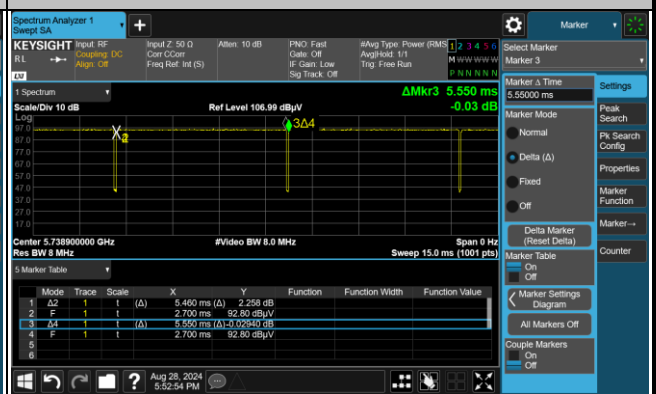 Spectrum Analyzer 1
Swept SA
+
Marker
KEYSIGHT
RL
Input: RF
Coupling: DC
Align: Off
Input Z: 50 Ω
Corr CCorr
Freq Ref: Int (S)
Atten: 10 dB
PNO: Fast
Gate: Off
IF Gain: Low
Sig Track: Off
#Avg Type: Power (RMS
Avg|Hold: 1/1
Trig: Free Run
1 2 3 4 5 6
M W W W W W
P N N N N N
LW
1 Spectrum
Scale/Div 10 dB
Ref Level 106.99 dBµV
ΔMkr3 5.550 ms
-0.03 dB
Log
97.0
87.0
77.0
67.0
57.0
47.0
37.0
27.0
17.0
3Δ4
Center 5.738900000 GHz
Res BW 8 MHz
#Video BW 8.0 MHz
Span 0 Hz
Sweep 15.0 ms (1001 pts)
5 Marker Table
Mode Trace Scale X Y Function Function Width Function Value
1 Δ2 1 t (Δ) 5.460 ms (Δ) 2.258 dB
2 F 1 t 2.700 ms 92.80 dBµV
3 Δ4 1 t (Δ) 5.550 ms (Δ) -0.02940 dB
4 F 1 t 2.700 ms 92.80 dBµV
5
6
Aug 28, 2024
5:52:54 PM
Select Marker
Marker 3
Marker Δ Time
5.55000 ms
Marker Mode
Normal
Delta (Δ)
Fixed
Off
Delta Marker
(Reset Delta)
Marker Table
On
Off
Marker Settings
Diagram
All Markers Off
Couple Markers
On
Off
Settings
Peak
Search
Pk Search
Config
Properties
Marker
Function
Marker→
Counter